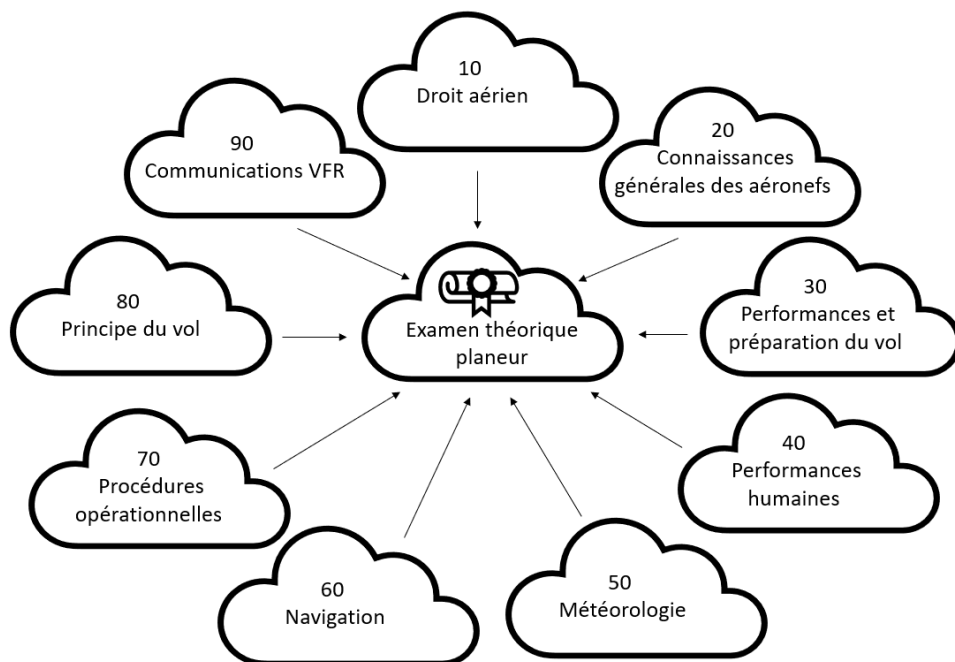 10
Droit aérien
20
Connaissances
générales des aéronefs
30
Performances et
préparation du vol
40
Performances
humaines
50
Météorologie
60
Navigation
70
Procédures
opérationnelles
80
Principe du vol
90
Communications VFR
Examen théorique
planeur